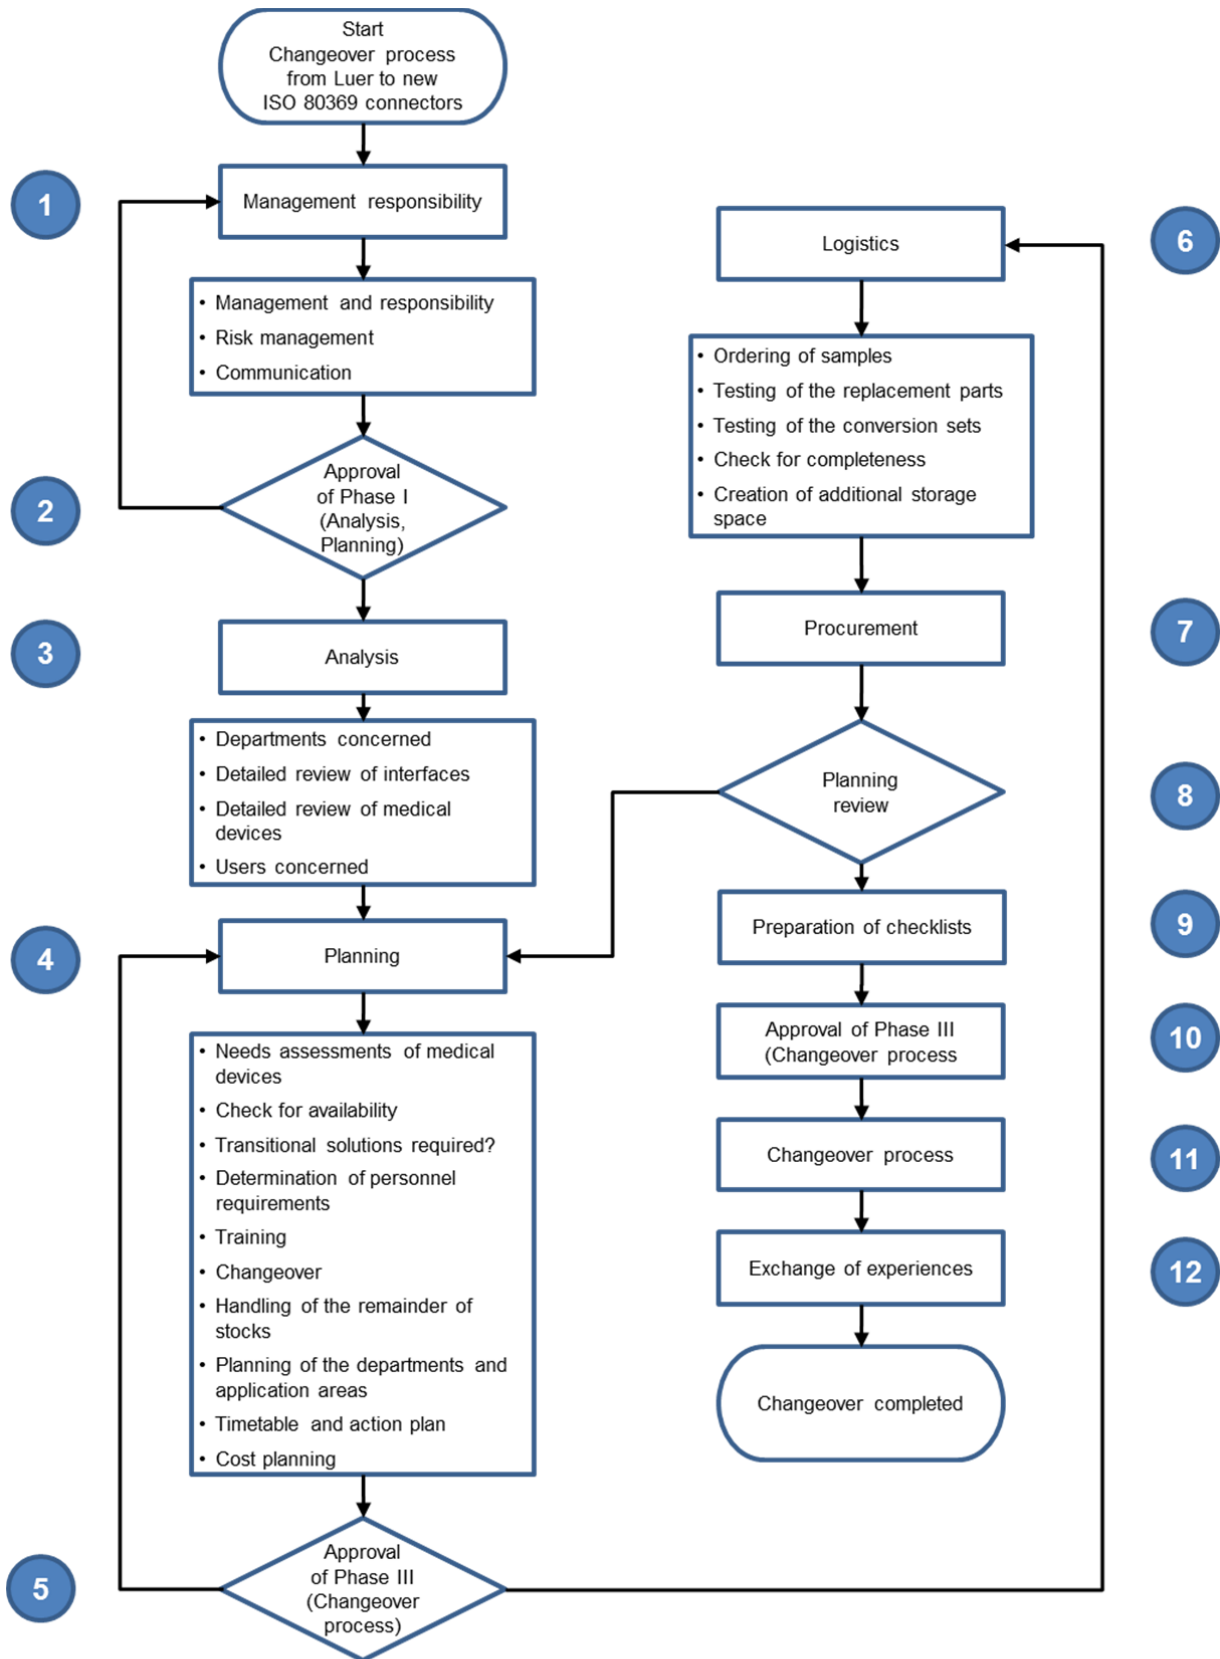 Start
Changeover process
from Luer to new
ISO 80369 connectors
1
Management responsibility
• Management and responsibility
• Risk management
• Communication
2
Approval
of Phase I
(Analysis,
Planning)
3
Analysis
• Departments concerned
• Detailed review of interfaces
• Detailed review of medical
devices
• Users concerned
4
Planning
• Needs assessments of medical
devices
• Check for availability
• Transitional solutions required?
• Determination of personnel
requirements
• Training
• Changeover
• Handling of the remainder of
stocks
• Planning of the departments and
application areas
• Timetable and action plan
• Cost planning
5
Approval
of Phase III
(Changeover
process)
Logistics
6
• Ordering of samples
• Testing of the replacement parts
• Testing of the conversion sets
• Check for completeness
• Creation of additional storage
space
Procurement
7
Planning
review
8
Preparation of checklists
9
Approval of Phase III
(Changeover process
10
Changeover process
11
Exchange of experiences
12
Changeover completed